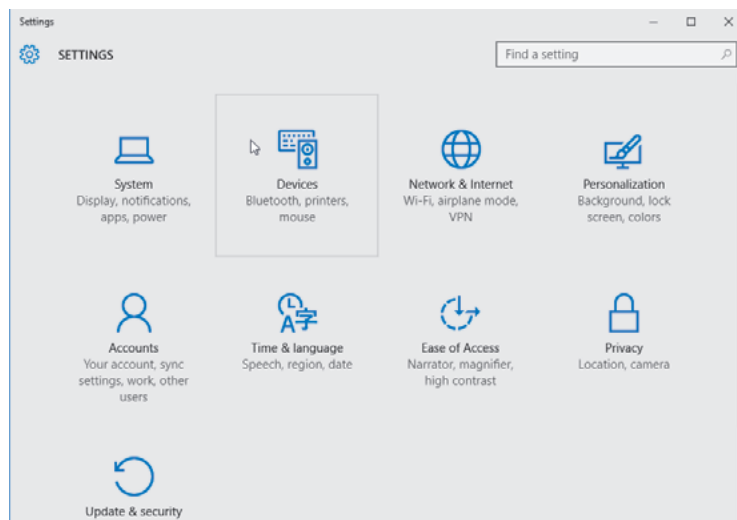 Settings
SETTINGS
Find a setting
System
Display, notifications,
apps, power
Devices
Bluetooth, printers,
mouse
Network & Internet
Wi-Fi, airplane mode,
VPN
Personalization
Background, lock
screen, colors
Accounts
Your account, sync
settings, work, other
users
A字
Time & language
Speech, region, date
Ease of Access
Narrator, magnifier,
high contrast
Privacy
Location, camera
Update & security